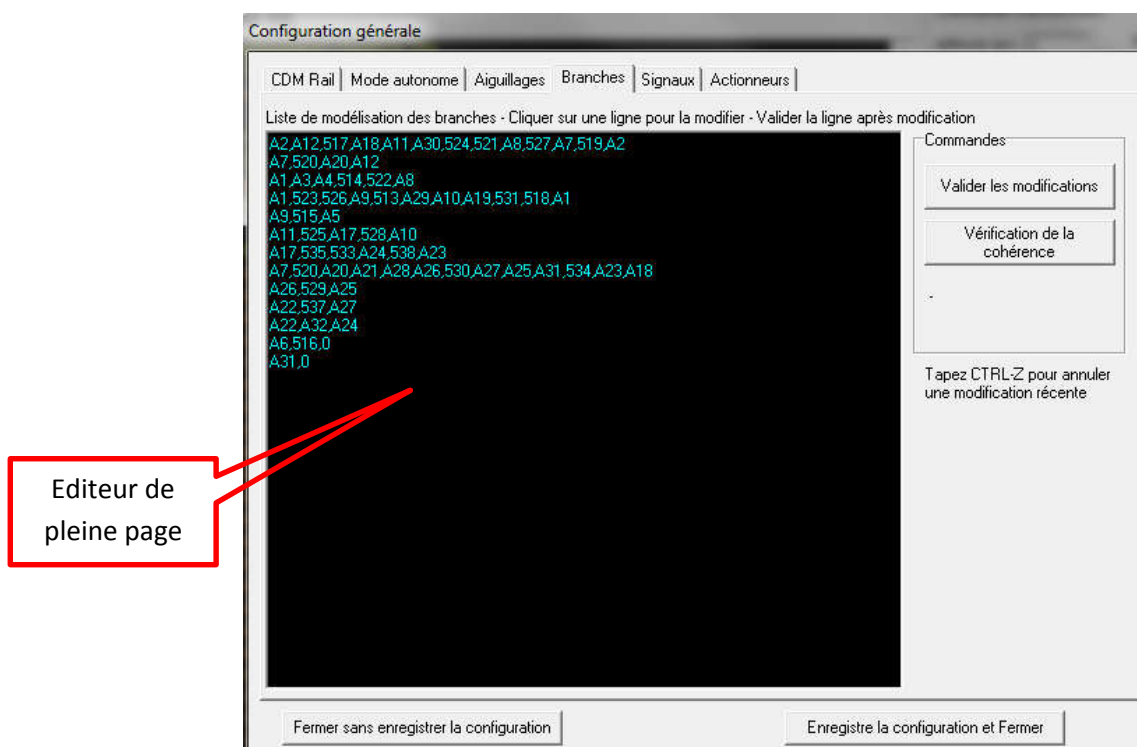 Configuration générale
CDM Rail
Mode autonome
Aiguillages
Branches
Signaux
Actionneurs
Liste de modélisation des branches - Cliquer sur une ligne pour la modifier - Valider la ligne après modification
A2,A12,517,A18,A11,A30,524,521,A8,527,A7,519,A2
A7,520,A20,A12
A1,A3,A4,514,522,A8
A1,523,526,A9,513,A29,A10,A19,531,518,A1
A9,515,A5
A11,525,A17,528,A10
A17,535,533,A24,538,A23
A7,520,A20,A21,A28,A26,530,A27,A25,A31,534,A23,A18
A26,529,A25
A22,537,A27
A22,A32,A24
A6,516,0
A31,0
Commandes
Valider les modifications
Vérification de la
cohérence
.
Tapez CTRL-Z pour annuler
une modification récente
Editeur de
pleine page
Fermer sans enregistrer la configuration
Enregistre la configuration et Fermer